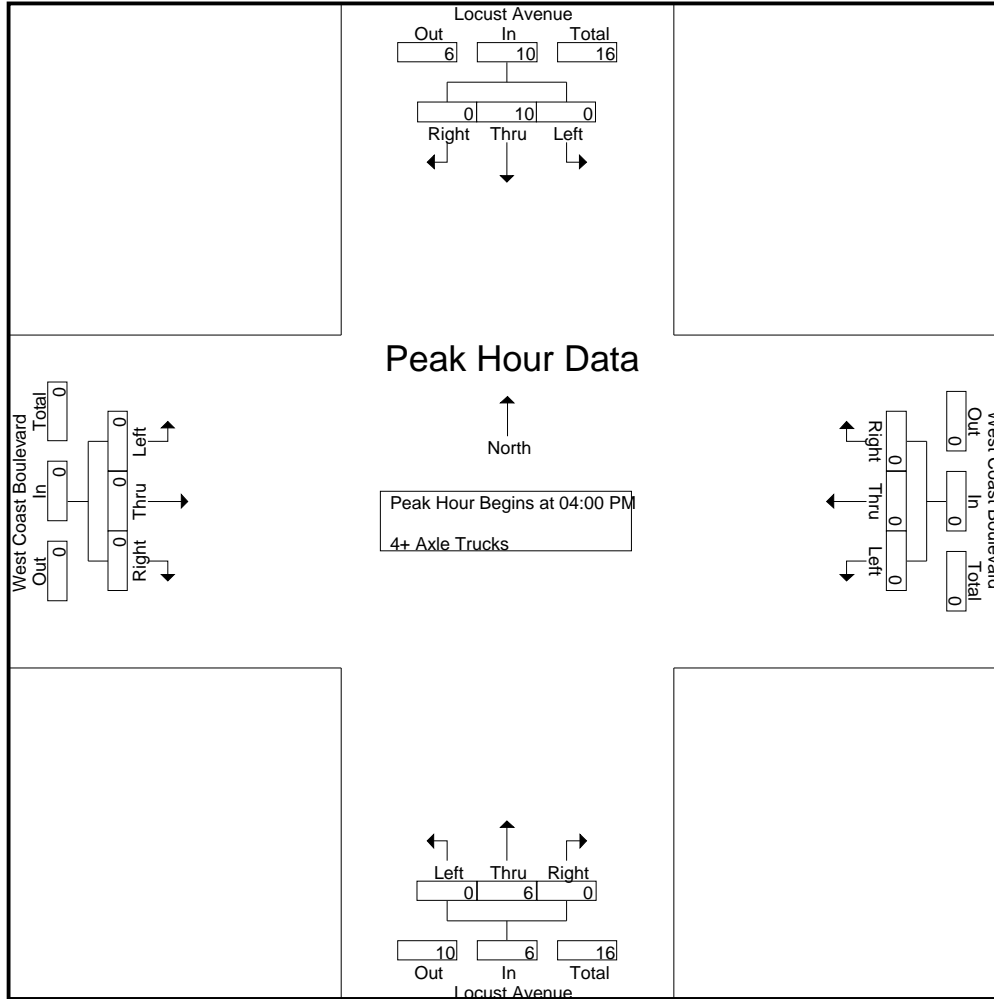 Locust Avenue
Out In Total
6 10 16
0 10 0
Right Thru Left
Peak Hour Data
North
Peak Hour Begins at 04:00 PM
4+ Axle Trucks
West Coast Boulevard
Out In Total
0 0 0
Right Thru Left
0 0 0
West Coast Boulevard
Total In Out
0 0 0
Left Thru Right
0 0 0
Left Thru Right
0 6 0
10 6 16
Out In Total
Locust Avenue